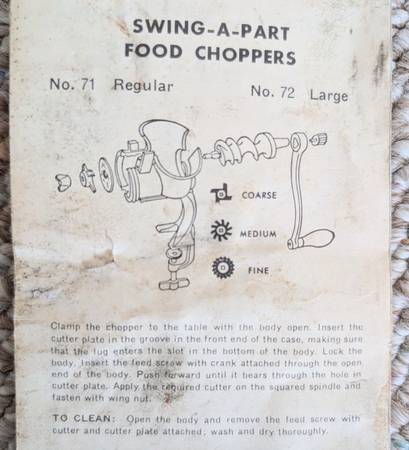 SWING-A-PART
FOOD CHOPPERS
No. 71 Regular
No. 72 Large
COARSE
MEDIUM
FINE
Clamp the chopper to the table with the body open. Insert the
cutter plate in the groove in the front end of the case, making sure
that the lug enters the slot in the bottom of the body. Lock the
body. Insert the feed screw with crank attached through the open
end of the body. Push forward until it bears through the hole in
cutter plate. Apply the required cutter on the squared spindle and
fasten with wing nut.
TO CLEAN: Open the body and remove the feed screw with
cutter and cutter plate attached; wash and dry thoroughly.